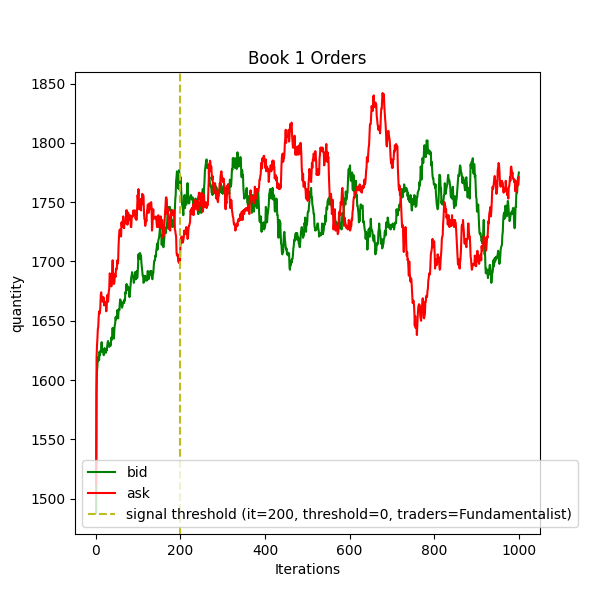 Book 1 Orders
quantity
1850
1800
1750
1700
1650
1600
1550
1500
bid
ask
signal threshold (it=200, threshold=0, traders=Fundamentalist)
0 200 400 600 800 1000
Iterations